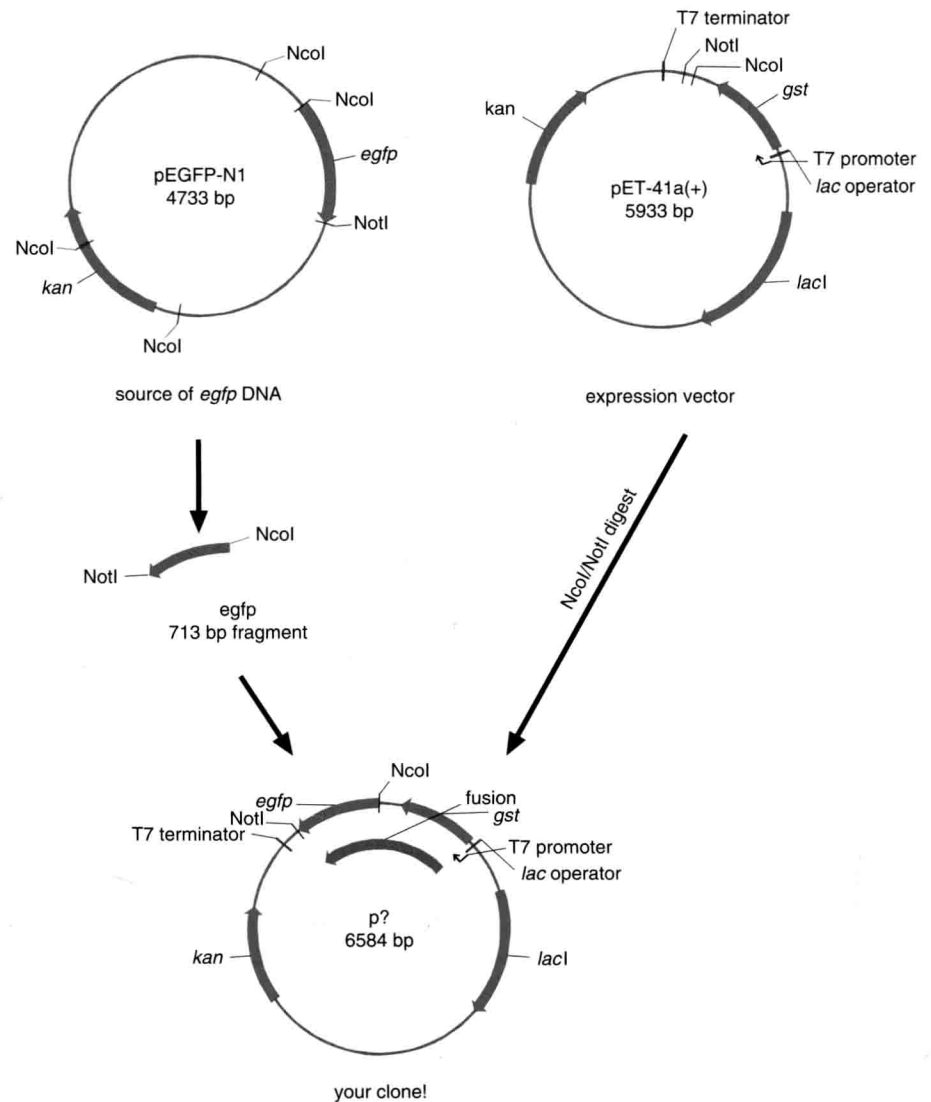 NcoI
NcoI
egfp
pEGFP-N1
4733 bp
NotI
NcoI
kan
NcoI
source of egfp DNA
T7 terminator
NotI
NcoI
gst
kan
T7 promoter
lac operator
pET-41a(+)
5933 bp
lacI
expression vector
NcoI
NotI
egfp
713 bp fragment
NcoI/NotI digest
NcoI
egfp
fusion
gst
NotI
T7 terminator
T7 promoter
lac operator
p?
6584 bp
kan
lacI
your clone!